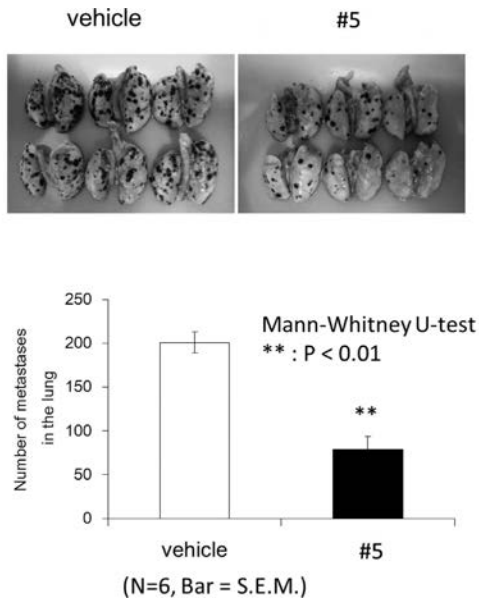 vehicle #5
250
200
150
100
50
0
Number of metastases
in the lung
Mann-Whitney U-test
** : P < 0.01
**
vehicle #5
(N=6, Bar = S.E.M.)